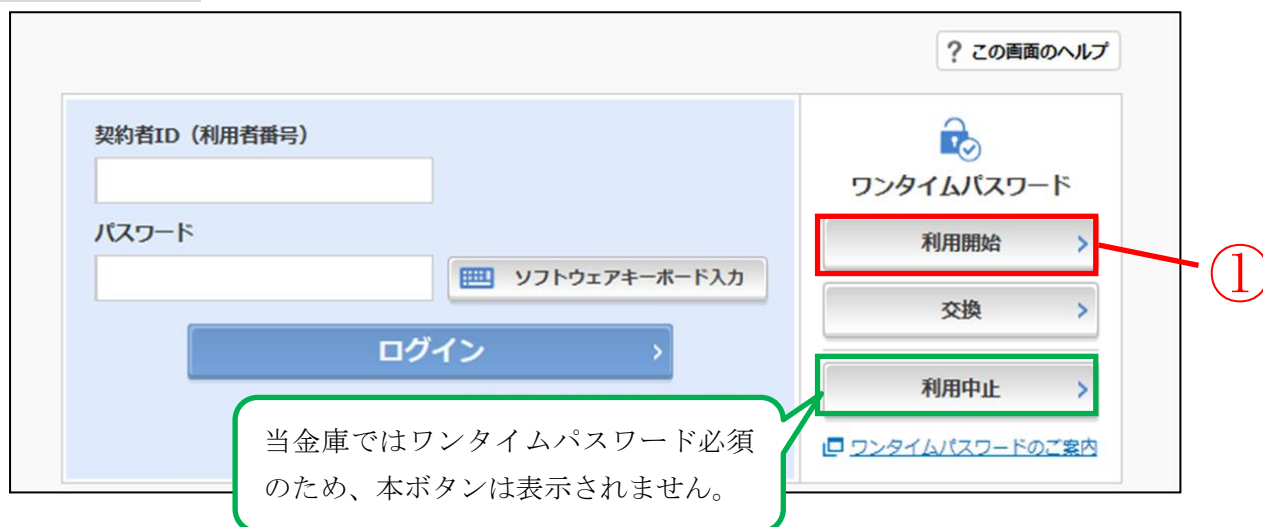 ? この画面のヘルプ
契約者ID（利用者番号）
パスワード
ソフトウェアキーボード入力
ログイン
ワンタイムパスワード
利用開始
①
交換
利用中止
ワンタイムパスワードのご案内
当金庫ではワンタイムパスワード必須
のため、本ボタンは表示されません。